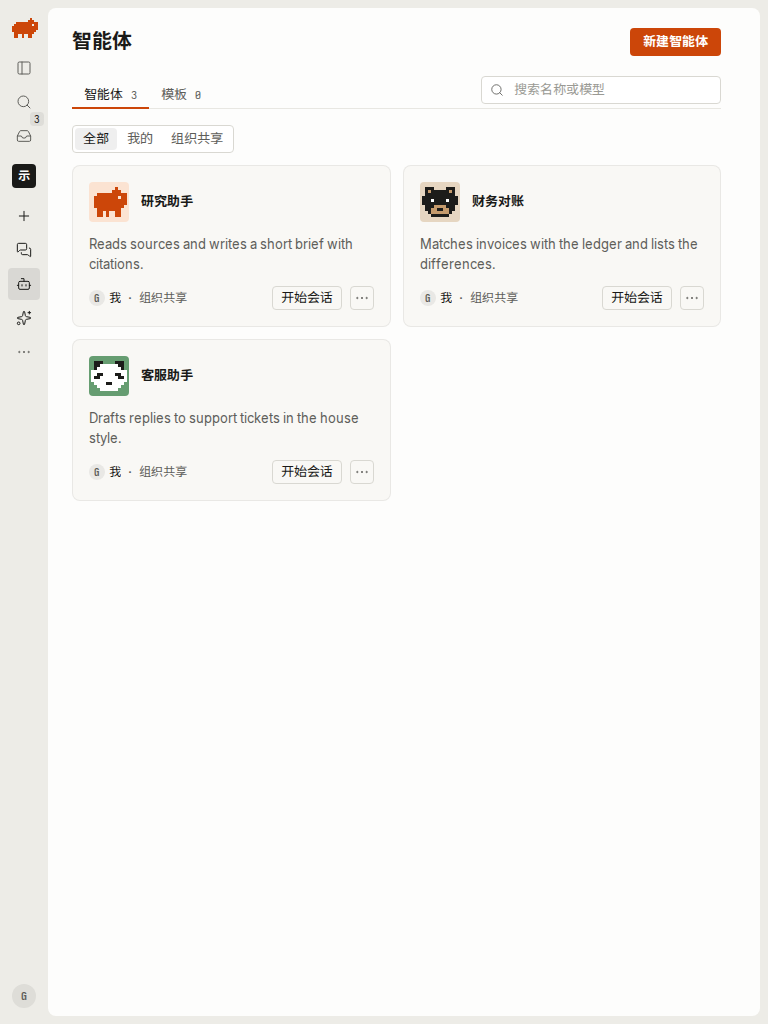 智能体
新建智能体
智能体 3
模板 0
搜索名称或模型
3
示
全部
我的
组织共享
研究助手
Reads sources and writes a short brief with
citations.
G 我 · 组织共享
开始会话
财务对账
Matches invoices with the ledger and lists the
differences.
G 我 · 组织共享
开始会话
客服助手
Drafts replies to support tickets in the house
style.
G 我 · 组织共享
开始会话
G